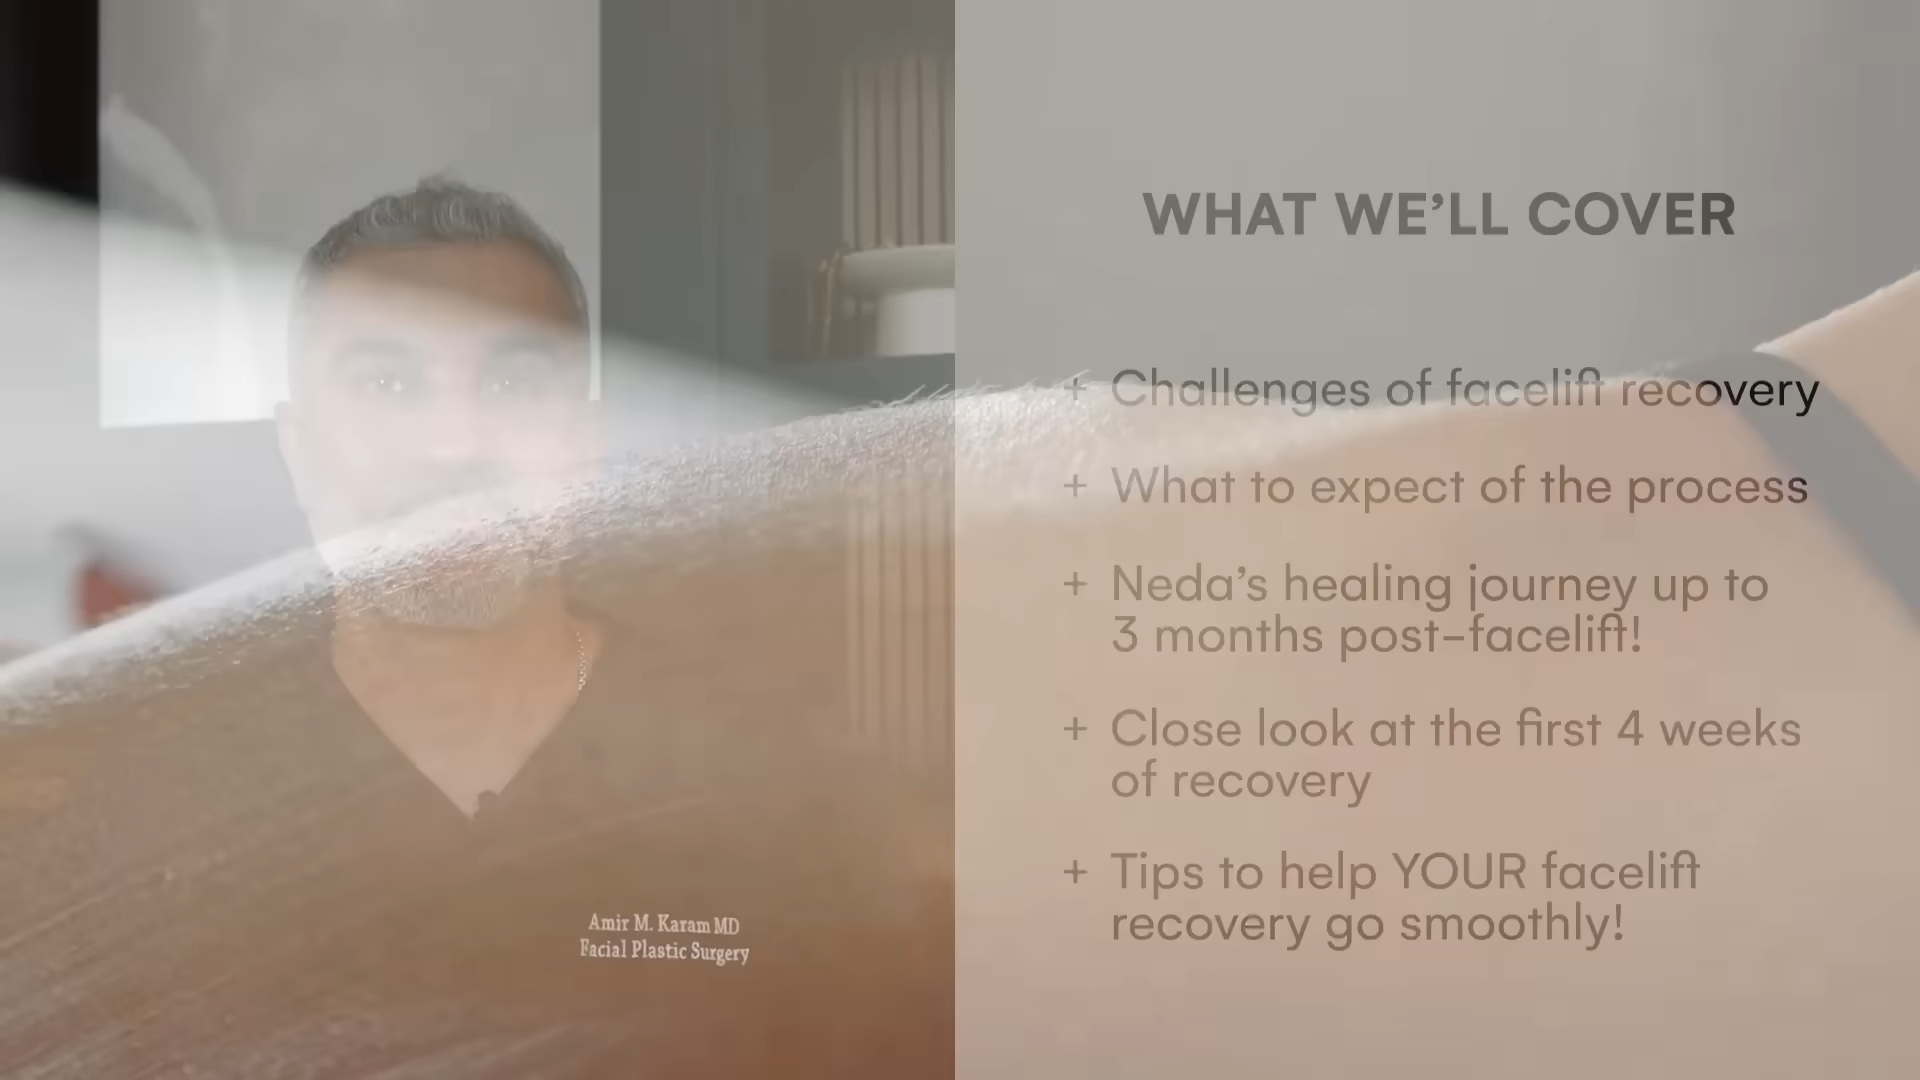 WHAT WE’LL COVER
+ Challenges of facelift recovery
+ What to expect of the process
+ Neda’s healing journey up to
3 months post-facelift!
+ Close look at the first 4 weeks
of recovery
+ Tips to help YOUR facelift
recovery go smoothly!
Amir M. Karam MD
Facial Plastic Surgery